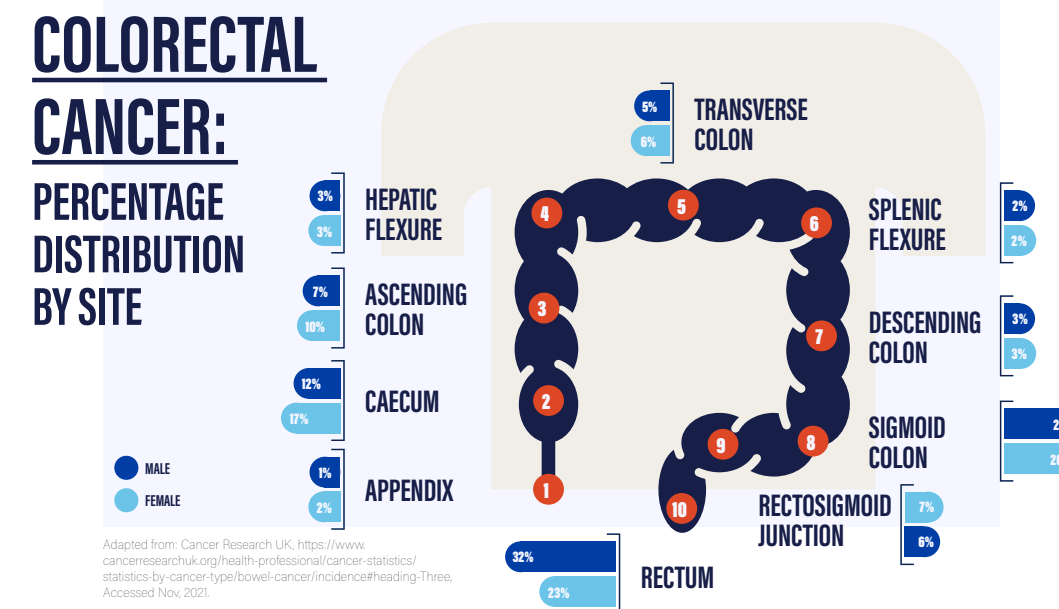 COLORECTAL
CANCER:
PERCENTAGE
DISTRIBUTION
BY SITE
5%
6%
TRANSVERSE
COLON
3%
3%
HEPATIC
FLEXURE
7%
10%
ASCENDING
COLON
12%
17%
CAECUM
1%
2%
APPENDIX
MALE
FEMALE
4
5
6
3
7
2
9
8
1
10
SPLENIC
FLEXURE
2%
2%
DESCENDING
COLON
3%
3%
SIGMOID
COLON
RECTOSIGMOID
JUNCTION
7%
6%
32%
23%
RECTUM
Adapted from: Cancer Research UK, https://www.
cancerresearchuk.org/health-professional/cancer-statistics/
statistics-by-cancer-type/bowel-cancer/incidence#heading-Three,
Accessed Nov, 2021.